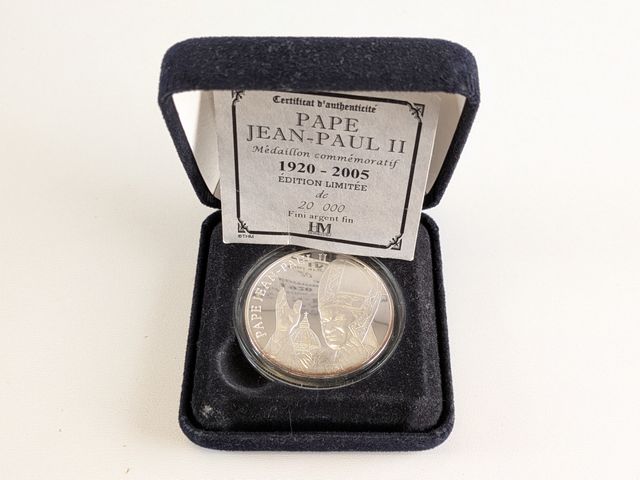 Certificat d'authenticité
PAPE
JEAN-PAUL II
Médaillon commémoratif
1920 - 2005
ÉDITION LIMITÉE
de
20 000
Fini argent fin
HM
©THM
PAPE JEAN-PAUL II